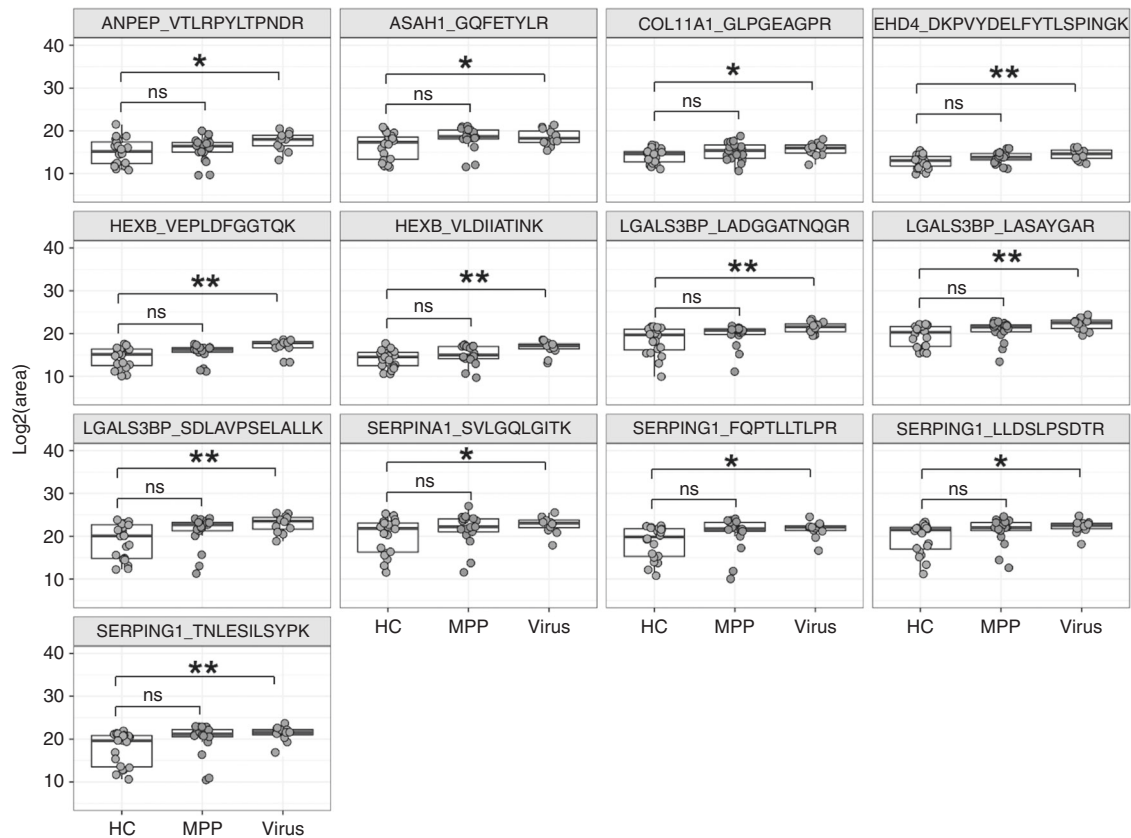 ANPEP_VTLRPYLTPNDR ASAH1_GQFETYLR COL11A1_GLPGEAGPR EHD4_DKPVYDELFYTLSPINGK
40 * * * **
30 ns ns ns ns
20
10
HEXB_VEPLDFGGTQK HEXB_VLDIIATINK LGALS3BP_LADGGATNQGR LGALS3BP_LASAYGAR
40 ** ** ** **
30 ns ns ns ns
20
10
Log2(area)
LGALS3BP_SDLAVPSELALLK SERPINA1_SVLGQLGITK SERPING1_FQPTLLTLPR SERPING1_LLDSLPSDTR
40 ** * * *
30 ns ns ns ns
20
10
HC MPP Virus HC MPP Virus HC MPP Virus
SERPING1_TNLESILSYPK
40 **
30 ns
20
10
HC MPP Virus